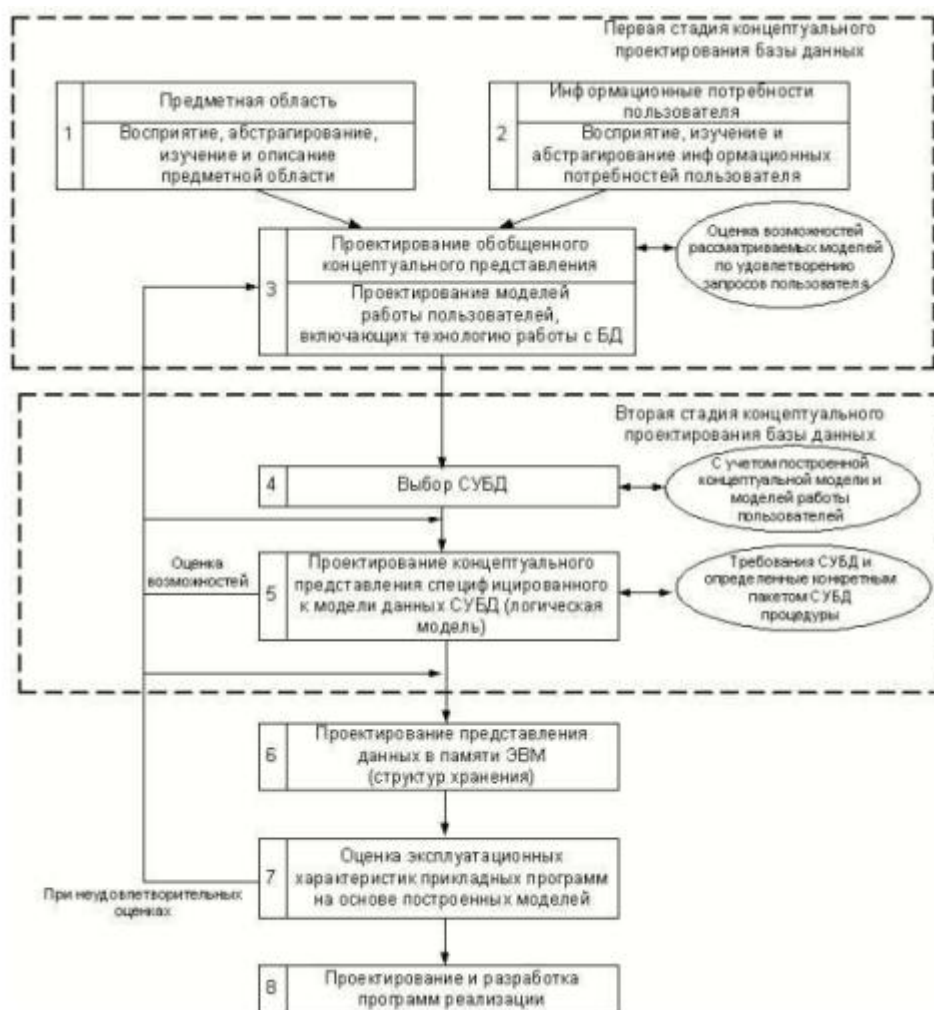 Первая стадия концептуального
проектирования базы данных
1
Предметная область
Восприятие, абстрагирование,
изучение и описание
предметной области
2
Информационные потребности
пользователя
Восприятие, изучение и
абстрагирование информационных
потребностей пользователя
3
Проектирование обобщенного
концептуального представления
Проектирование моделей
работы пользователей,
включающих технологию работы с БД
Оценка возможностей
рассматриваемых моделей
по удовлетворению
запросов пользователя
Вторая стадия концептуального
проектирования базы данных
4
Выбор СУБД
С учетом построенной
концептуальной модели и
моделей работы
пользователей
Оценка
возможностей
5
Проектирование концептуального
представления специфицированного
к модели данных СУБД (логическая
модель)
Требования СУБД и
определенные конкретным
пакетом СУБД
процедуры
6
Проектирование представления
данных в памяти ЭВМ
(структур хранения)
7
Оценка эксплуатационных
характеристик прикладных программ
на основе построенных моделей
При неудовлетворительных
оценках
8
Проектирование и разработка
программ реализации